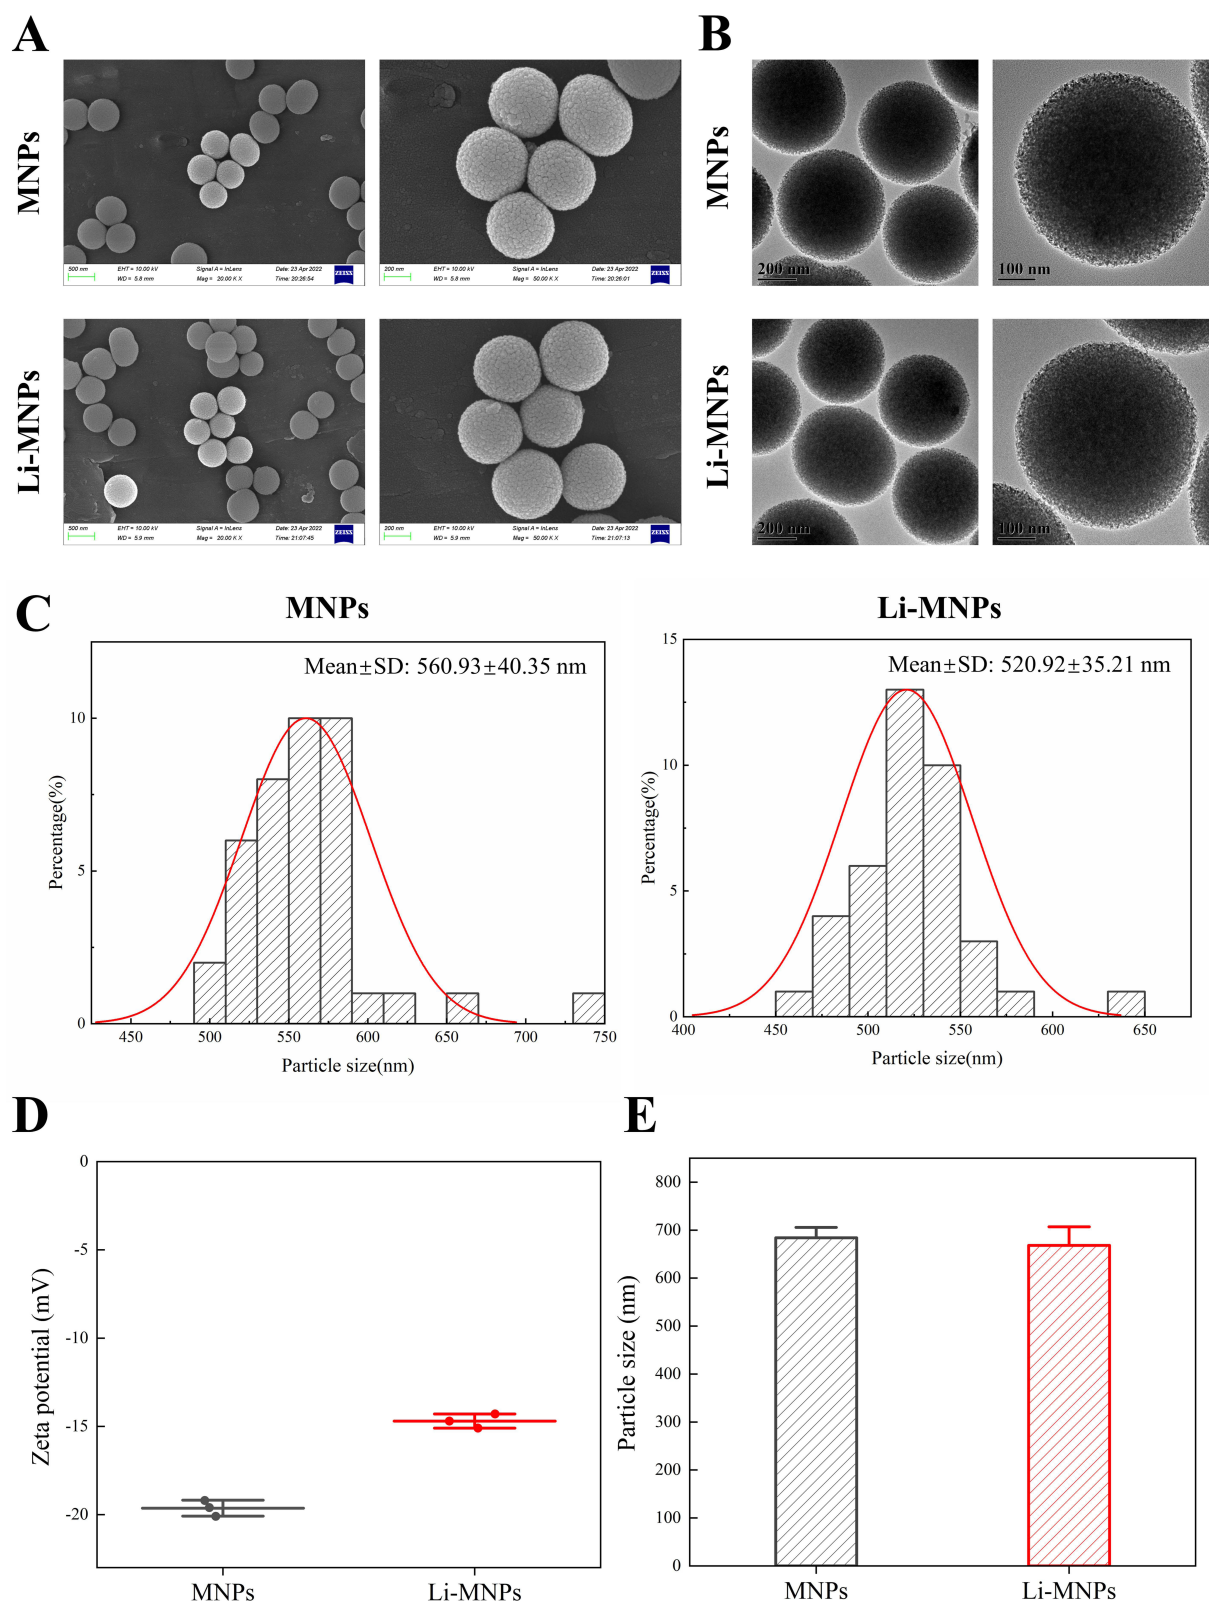 A
B
MNPs
500 nm
EHT = 10.00 kV
Signal A = InLens
Date: 23 Apr 2022
WD = 5.8 mm
Mag = 20.00 K X
Time: 20:26:54
ZEISS
200 nm
EHT = 10.00 kV
Signal A = InLens
Date: 23 Apr 2022
WD = 5.8 mm
Mag = 50.00 K X
Time: 20:26:01
ZEISS
MNPs
200 nm
100 nm
Li-MNPs
500 nm
EHT = 10.00 kV
Signal A = InLens
Date: 23 Apr 2022
WD = 5.9 mm
Mag = 20.00 K X
Time: 21:07:45
ZEISS
200 nm
EHT = 10.00 kV
Signal A = InLens
Date: 23 Apr 2022
WD = 5.9 mm
Mag = 50.00 K X
Time: 21:07:13
ZEISS
Li-MNPs
200 nm
100 nm
C
MNPs
Mean±SD: 560.93±40.35 nm
Percentage(%)
10
5
0
450
500
550
600
650
700
750
Particle size(nm)
Li-MNPs
Mean±SD: 520.92±35.21 nm
Percentage(%)
15
10
5
0
400
450
500
550
600
650
Particle size(nm)
D
Zeta potential (mV)
0
-5
-10
-15
-20
MNPs
Li-MNPs
E
Particle size (nm)
800
700
600
500
400
300
200
100
0
MNPs
Li-MNPs